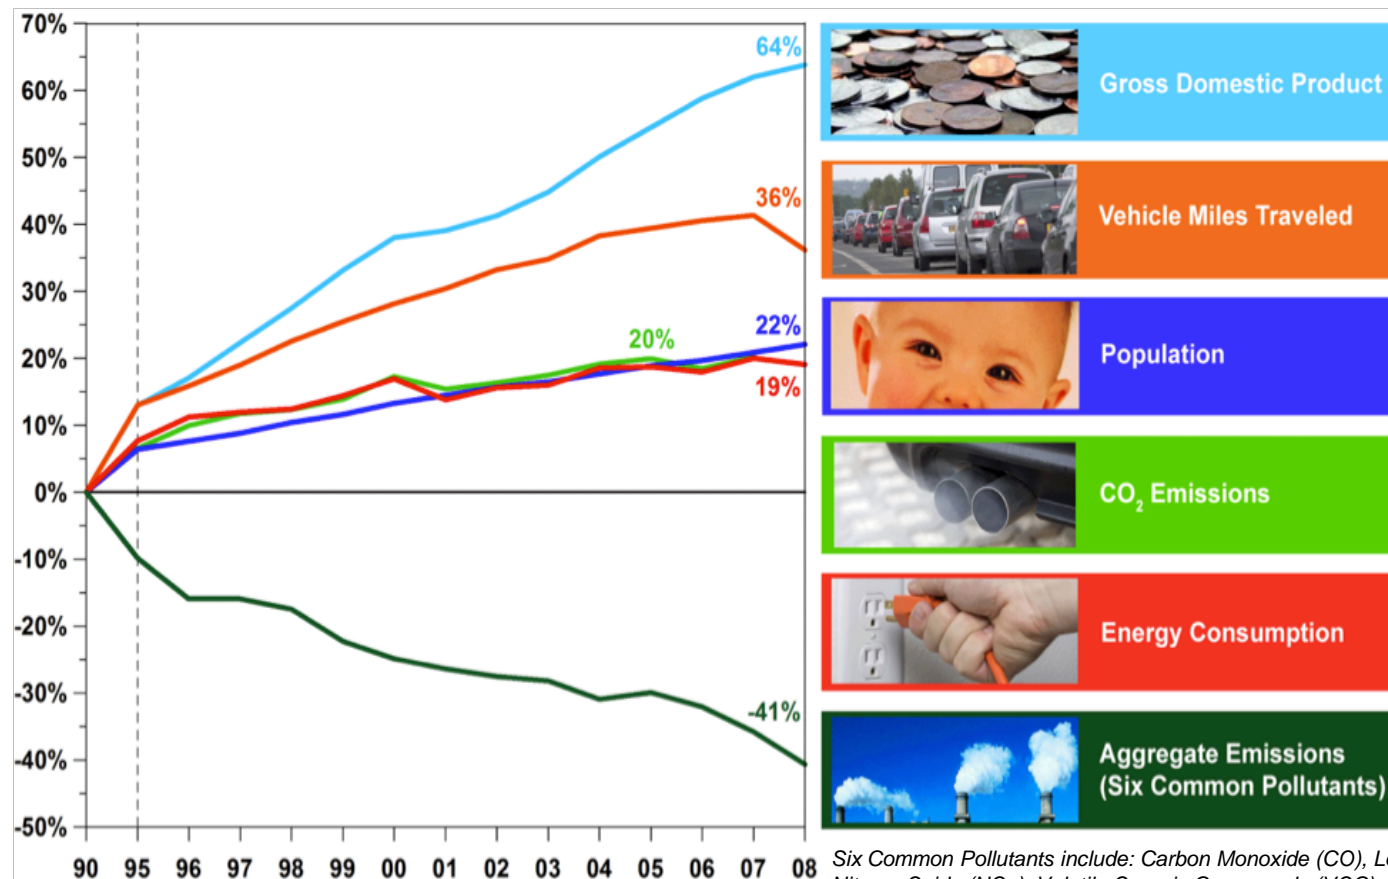 70%
60%
50%
40%
30%
20%
10%
0%
-10%
-20%
-30%
-40%
-50%
90 95 96 97 98 99 00 01 02 03 04 05 06 07 08
64%
36%
22%
20%
19%
-41%
Gross Domestic Product
Vehicle Miles Traveled
Population
CO2 Emissions
Energy Consumption
Aggregate Emissions
(Six Common Pollutants)
Six Common Pollutants include: Carbon Monoxide (CO),